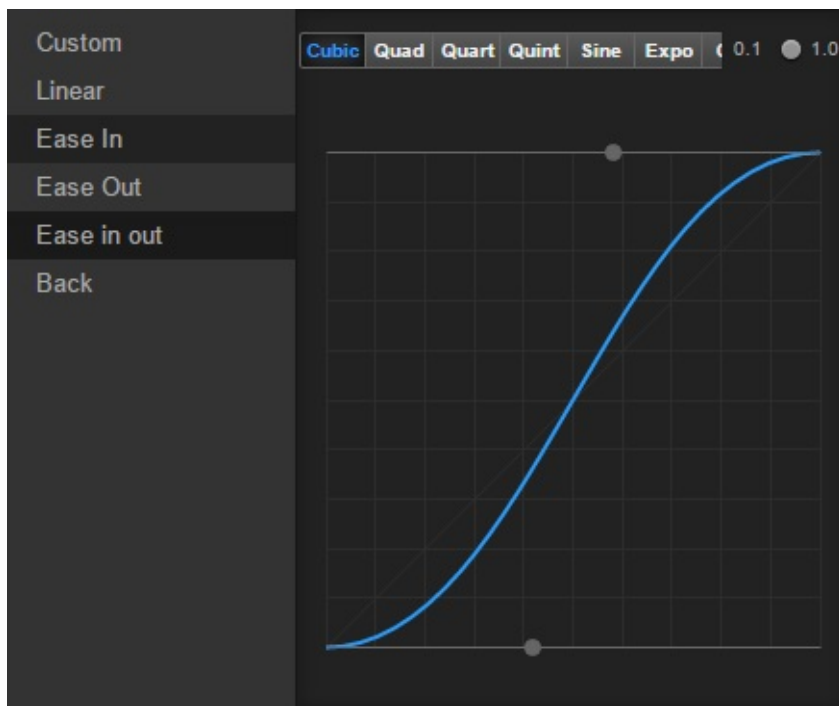 Custom
Linear
Ease In
Ease Out
Ease in out
Back
Cubic Quad Quart Quint Sine Expo 0.1 1.0